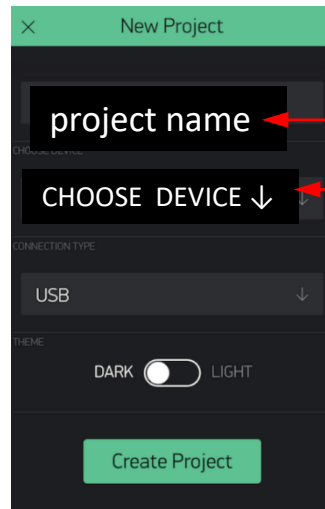 × New Project
project name
CHOOSE DEVICE
CHOOSE DEVICE ↓
CONNECTION TYPE
USB ↓
THEME
DARK LIGHT
Create Project